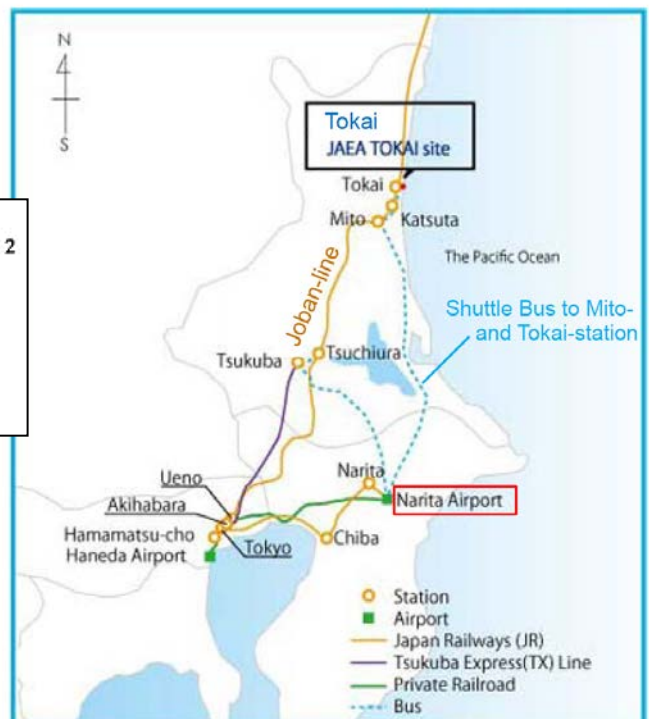 N
S
Tokai
JAEA TOKAI site
Tokai
Mito
Katsuta
2
The Pacific Ocean
Joban-line
Shuttle Bus to Mito-
and Tokai-station
Tsukuba
Tsuchiura
Ueno
Narita
Akihabara
Narita Airport
Hamamatsu-cho
Haneda Airport
Tokyo
Chiba
Station
Airport
Japan Railways (JR)
Tsukuba Express(TX) Line
Private Railroad
Bus